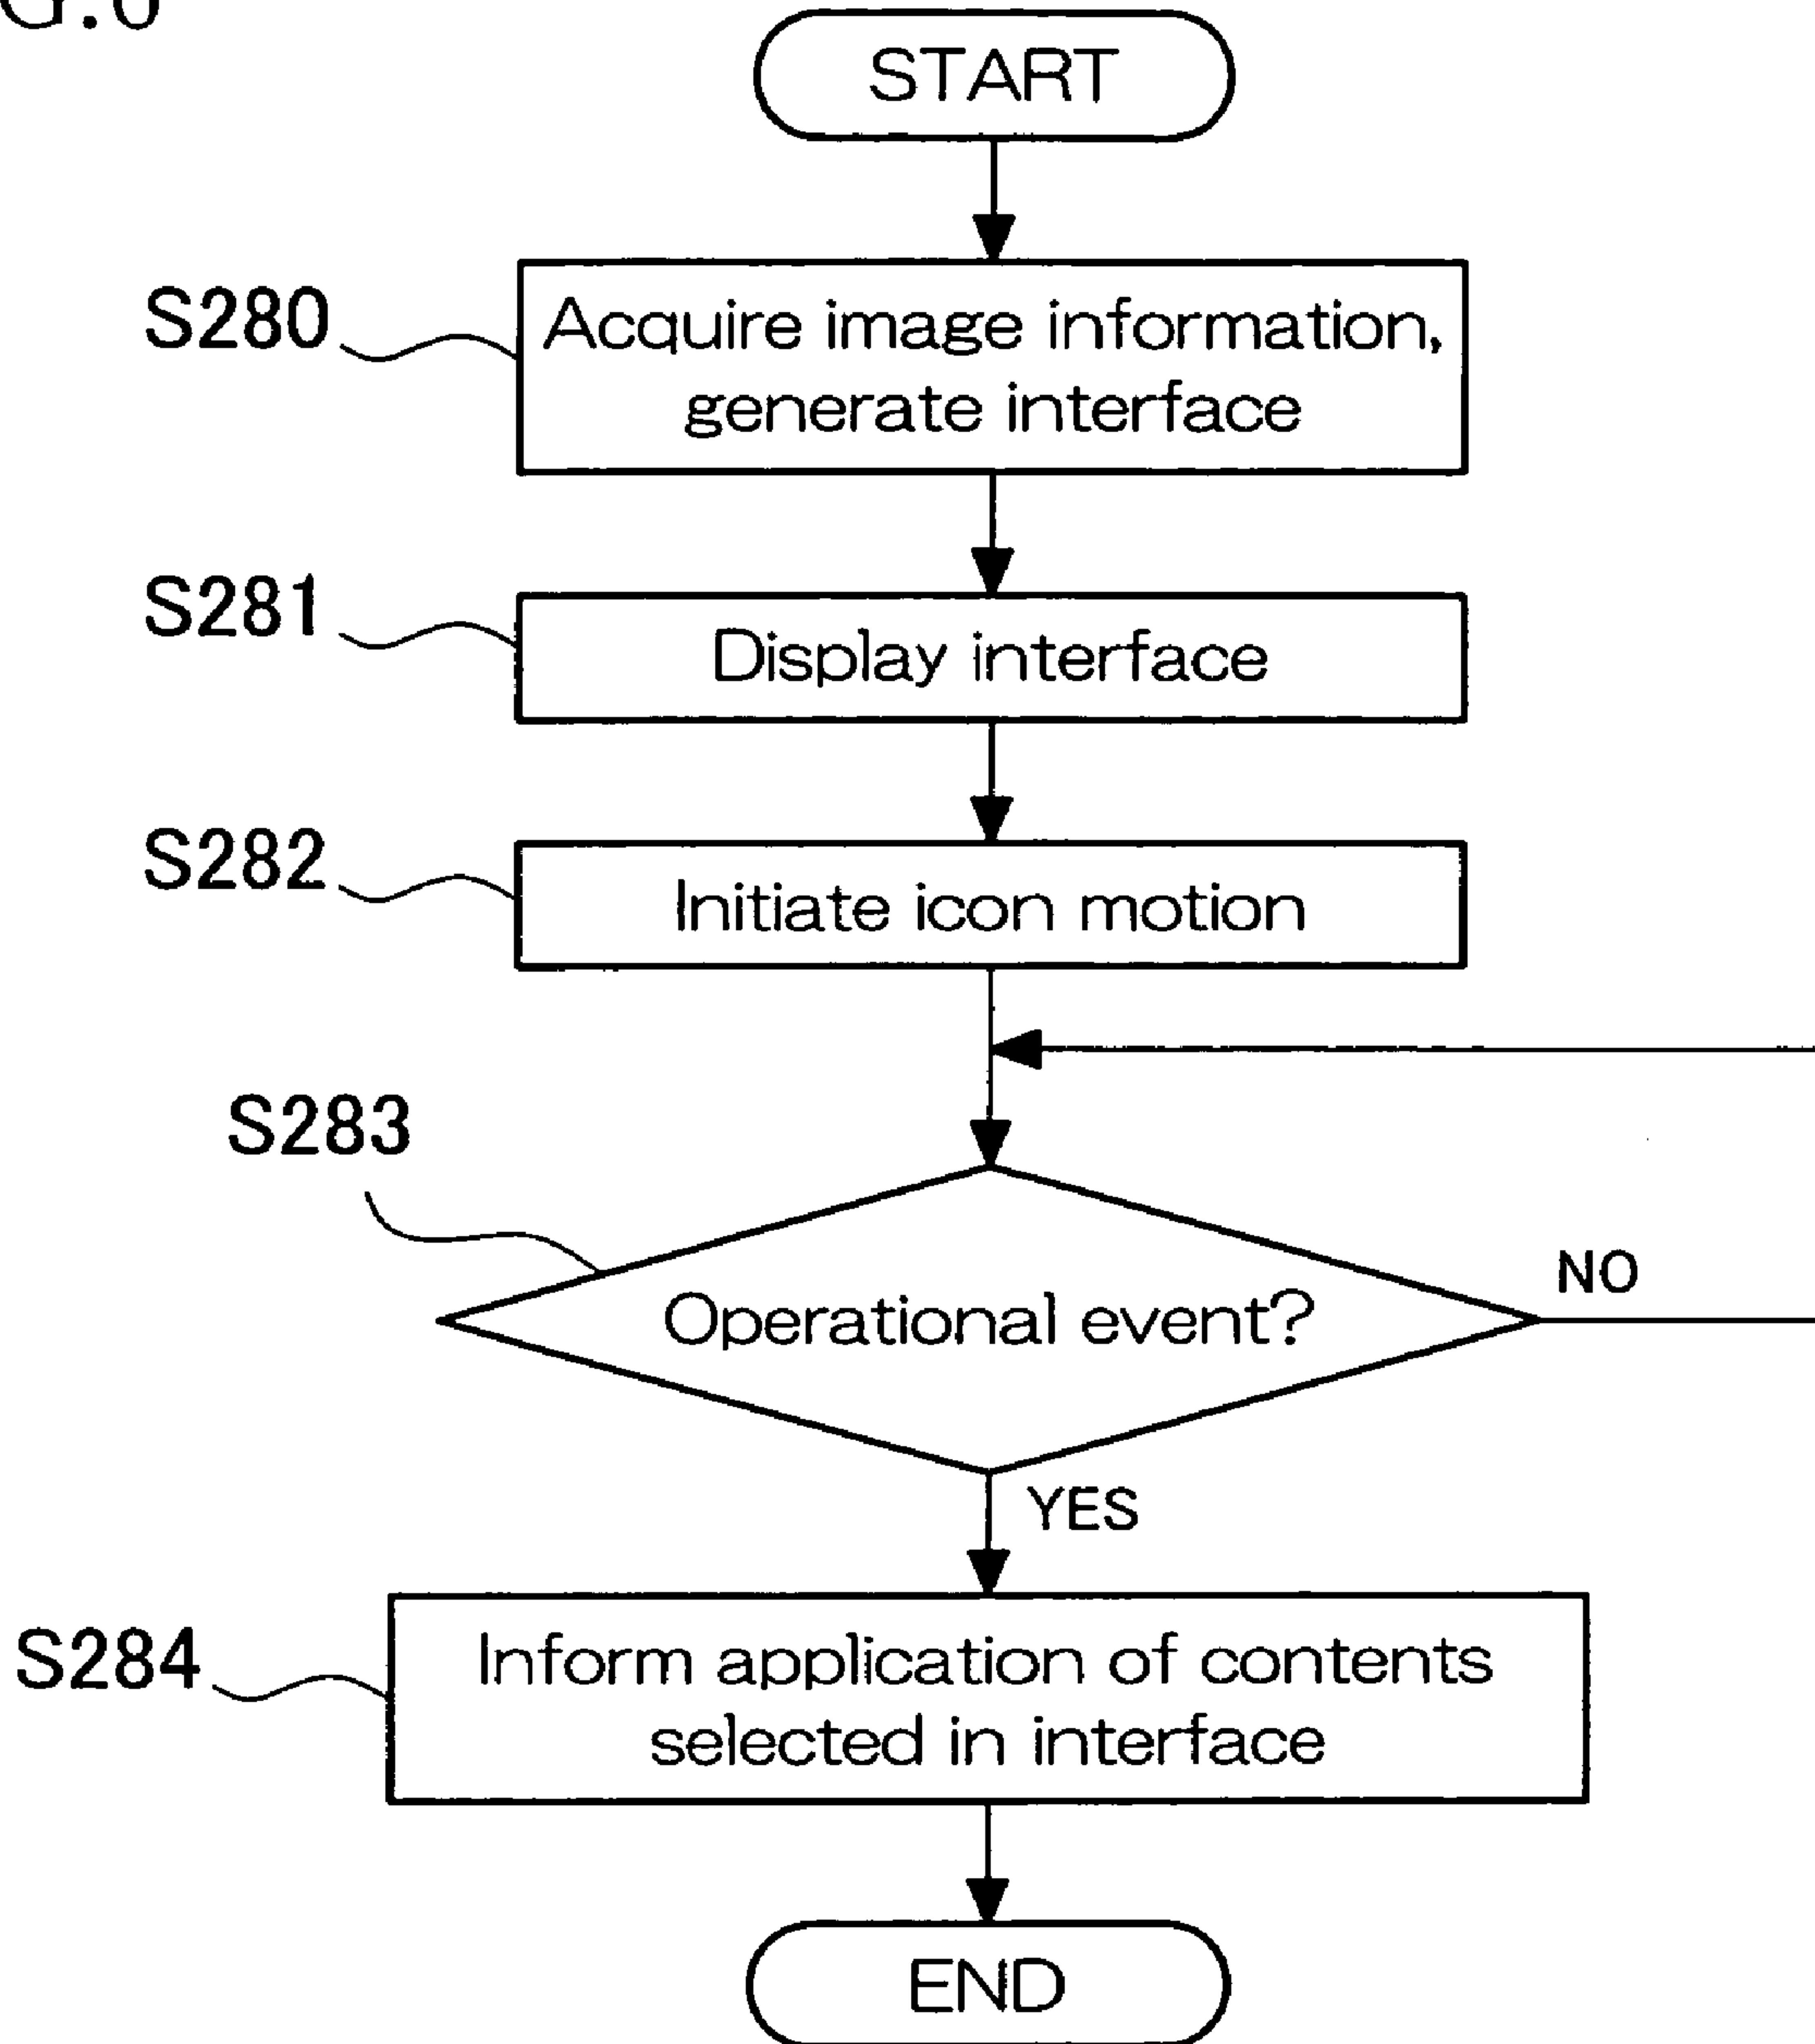 G.6
START
S280
Acquire image information,
generate interface
S281
Display interface
S282
Initiate icon motion
S283
Operational event?
NO
YES
S284
Inform application of contents
selected in interface
END